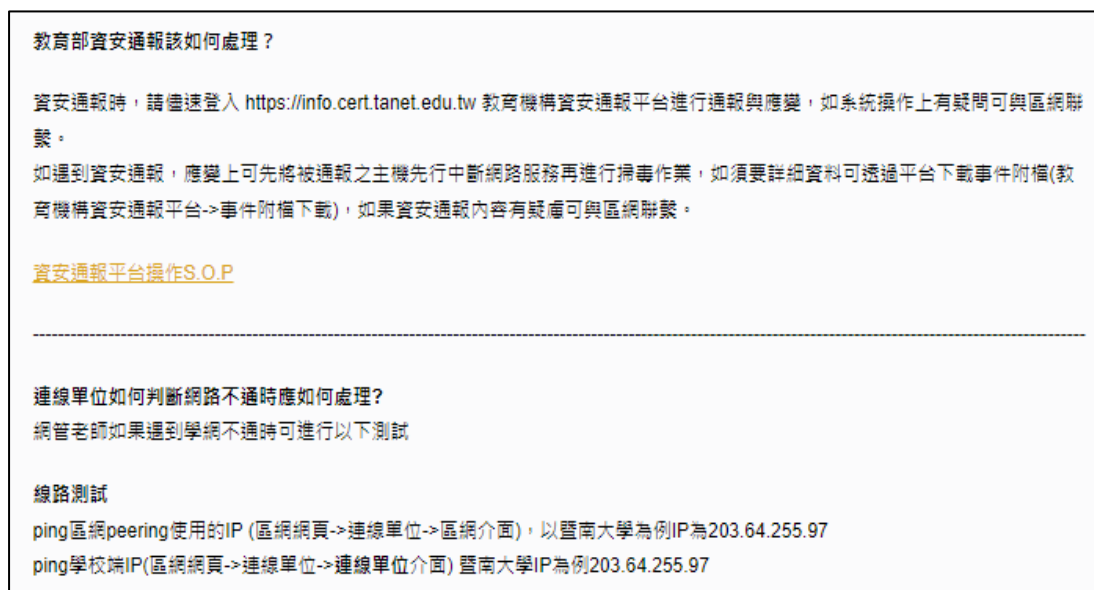 教育部資安通報該如何處理？
資安通報時，請儘速登入 https://info.cert.tanet.edu.tw 教育機構資安通報平台進行通報與應變，如系統操作上有疑問可與區網聯
繫。
如遇到資安通報，應變上可先將被通報之主機先行中斷網路服務再進行掃毒作業，如須要詳細資料可透過平台下載事件附檔(教
育機構資安通報平台->事件附檔下載)，如果資安通報內容有疑慮可與區網聯繫。
資安通報平台操作S.O.P
連線單位如何判斷網路不通時應如何處理?
網管老師如果遇到學網不通時可進行以下測試
線路測試
ping區網peering使用的IP (區網網頁->連線單位->區網介面)，以暨南大學為例IP為203.64.255.97
ping學校端IP(區網網頁->連線單位->連線單位介面) 暨南大學IP為例203.64.255.97